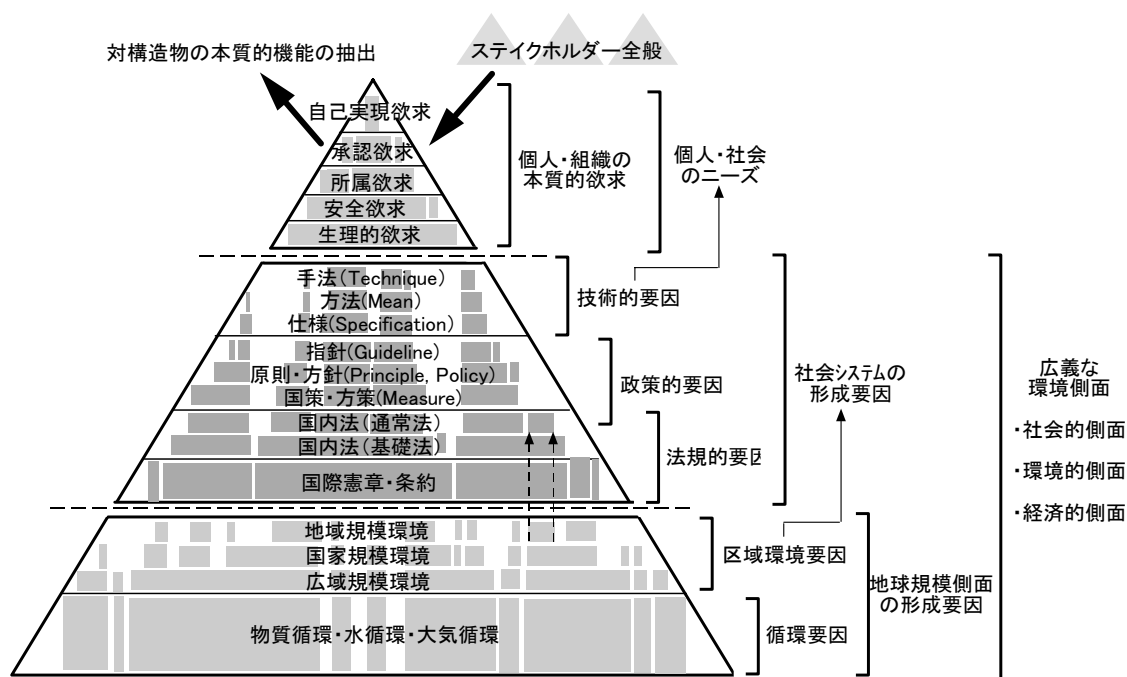 対構造物の本質的機能の抽出
ステイクホルダー全般
自己実現欲求
承認欲求
所属欲求
安全欲求
生理的欲求
個人・組織の
本質的欲求
個人・社会
のニーズ
手法(Technique)
方法(Mean)
仕様(Specification)
技術的要因
指針(Guideline)
原則・方針(Principle, Policy)
国策・方策(Measure)
政策的要因
国内法(通常法)
国内法(基礎法)
国際憲章・条約
法規的要因
社会システムの
形成要因
広義な
環境側面
・社会的側面
・環境的側面
・経済的側面
地域規模環境
国家規模環境
広域規模環境
区域環境要因
物質循環・水循環・大気循環
循環要因
地球規模側面
の形成要因